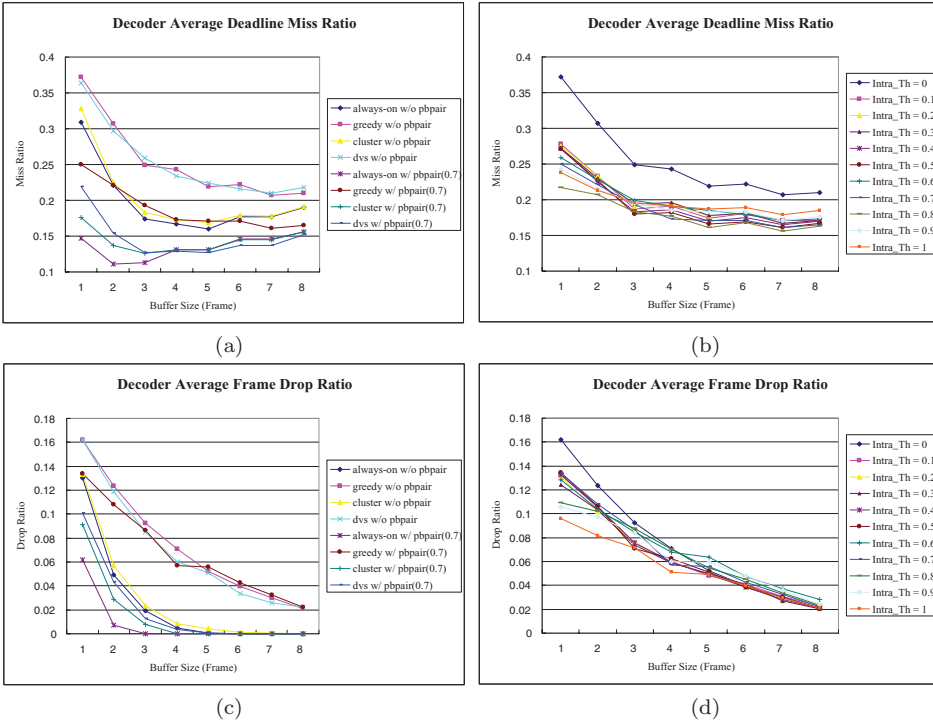 Decoder Average Deadline Miss Ratio
0.4
0.35
0.3
0.25
0.2
0.15
0.1
Miss Ratio
1 2 3 4 5 6 7 8
Buffer Size (Frame)
always-on w/o pbpair
greedy w/o pbpair
cluster w/o pbpair
dvs w/o pbpair
always-on w/ pbpair(0.7)
greedy w/ pbpair(0.7)
cluster w/ pbpair(0.7)
dvs w/ pbpair(0.7)
(a)
Decoder Average Deadline Miss Ratio
0.4
0.35
0.3
0.25
0.2
0.15
0.1
Miss Ratio
1 2 3 4 5 6 7 8
Buffer Size (Frame)
Intra_Th = 0
Intra_Th = 0.1
Intra_Th = 0.2
Intra_Th = 0.3
Intra_Th = 0.4
Intra_Th = 0.5
Intra_Th = 0.6
Intra_Th = 0.7
Intra_Th = 0.8
Intra_Th = 0.9
Intra_Th = 1
(b)
Decoder Average Frame Drop Ratio
0.18
0.16
0.14
0.12
0.1
0.08
0.06
0.04
0.02
0
Drop Ratio
1 2 3 4 5 6 7 8
Buffer Size (Frame)
always-on w/o pbpair
greedy w/o pbpair
cluster w/o pbpair
dvs w/o pbpair
always-on w/ pbpair(0.7)
greedy w/ pbpair(0.7)
cluster w/ pbpair(0.7)
dvs w/ pbpair(0.7)
(c)
Decoder Average Frame Drop Ratio
0.18
0.16
0.14
0.12
0.1
0.08
0.06
0.04
0.02
0
Drop Ratio
1 2 3 4 5 6 7 8
Buffer Size (Frame)
Intra_Th = 0
Intra_Th = 0.1
Intra_Th = 0.2
Intra_Th = 0.3
Intra_Th = 0.4
Intra_Th = 0.5
Intra_Th = 0.6
Intra_Th = 0.7
Intra_Th = 0.8
Intra_Th = 0.9
Intra_Th = 1
(d)